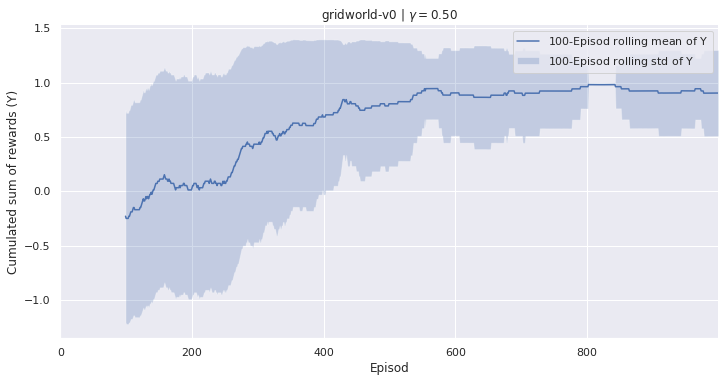 gridworld-v0 | γ = 0.50
1.5
1.0
0.5
0.0
−0.5
−1.0
Cumulated sum of rewards (Y)
100-Episod rolling mean of Y
100-Episod rolling std of Y
0
200
400
600
800
Episod